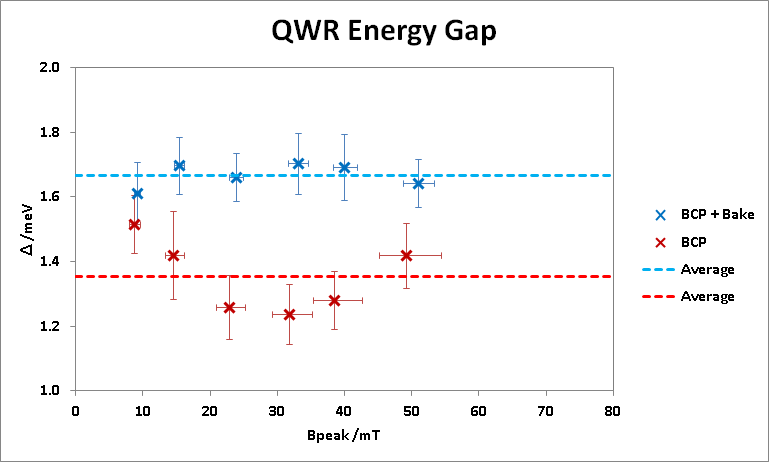 QWR Energy Gap
2.0
1.8
1.6
1.4
1.2
1.0
Δ /meV
0
10
20
30
40
50
60
70
80
Bpeak /mT
BCP + Bake
BCP
Average
Average